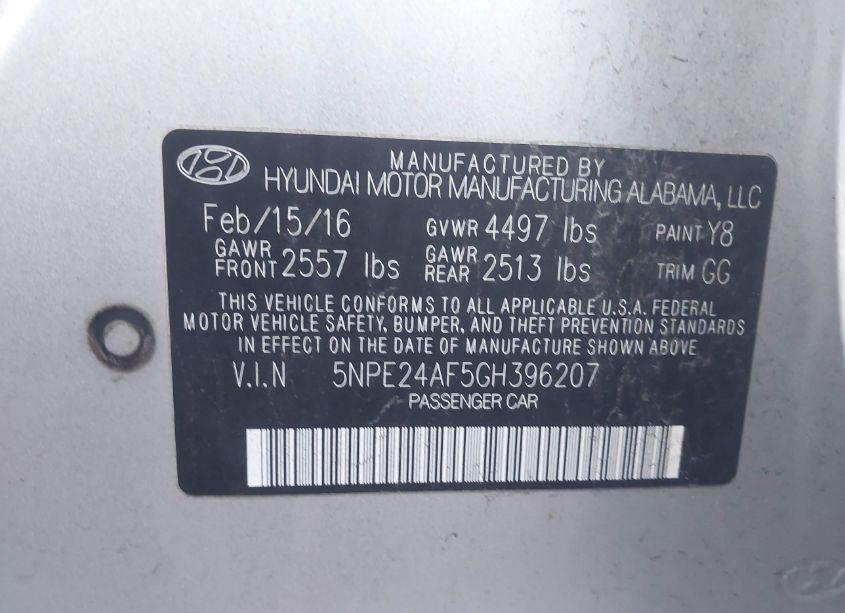 MANUFACTURED BY
HYUNDAI MOTOR MANUFACTURING ALABAMA, LLC
Feb/15/16 GVWR 4497 lbs PAINT Y8
GAWR FRONT 2557 lbs GAWR REAR 2513 lbs TRIM GG
THIS VEHICLE CONFORMS TO ALL APPLICABLE U.S.A. FEDERAL
MOTOR VEHICLE SAFETY, BUMPER, AND THEFT PREVENTION STANDARDS
IN EFFECT ON THE DATE OF MANUFACTURE SHOWN ABOVE
V.I.N 5NPE24AF5GH396207
PASSENGER CAR